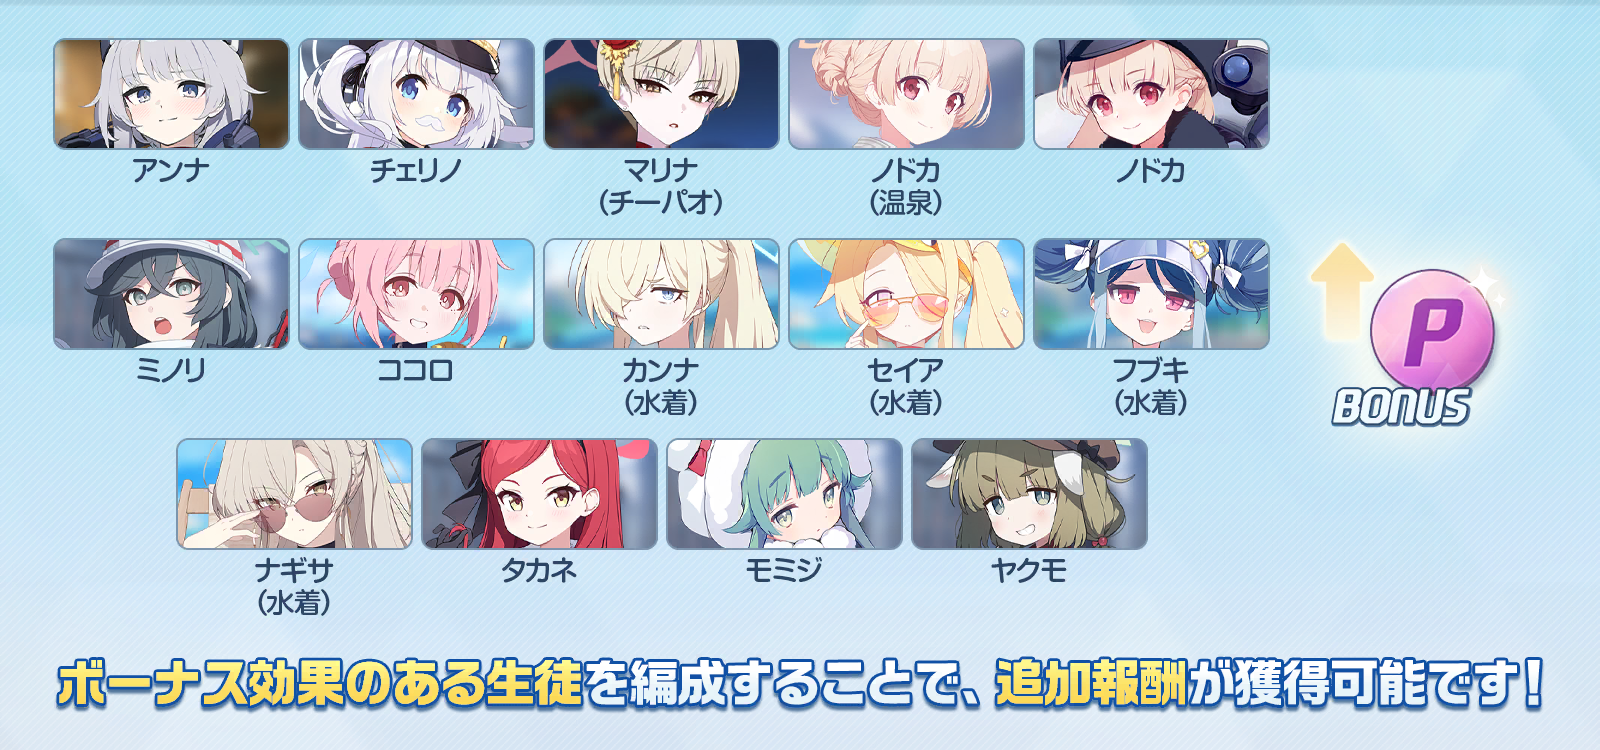 アンナ
チェリノ
マリナ
(チーパオ)
ノドカ
(温泉)
ノドカ
ミノリ
ココロ
カンナ
(水着)
セイア
(水着)
フブキ
(水着)
P
BONUS
ナギサ
(水着)
タカネ
モミジ
ヤクモ
ボーナス効果のある生徒を編成することで、追加報酬が獲得可能です!